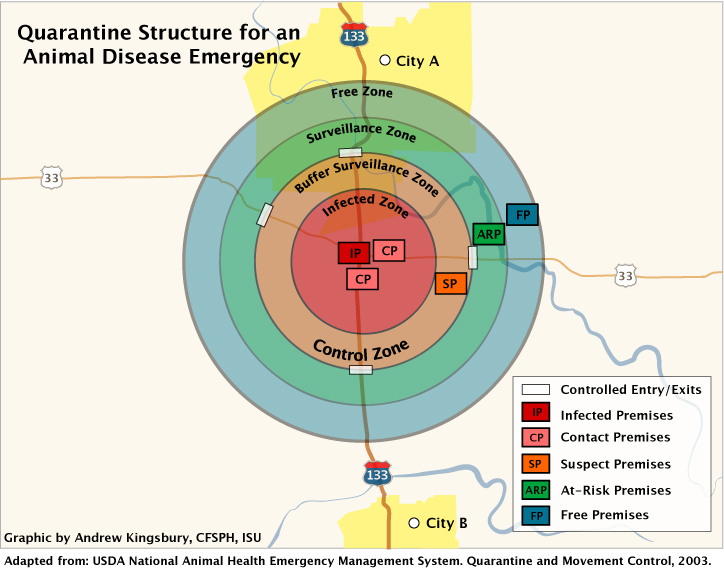 Quarantine Structure for an
Animal Disease Emergency
133
City A
Free Zone
Surveillance Zone
Buffer Surveillance Zone
Infected Zone
33
FP
ARP
IP
CP
CP
SP
33
Control Zone
Controlled Entry/Exits
IP Infected Premises
CP Contact Premises
SP Suspect Premises
ARP At-Risk Premises
FP Free Premises
133
City B
Graphic by Andrew Kingsbury, CFSPH, ISU
Adapted from: USDA National Animal Health Emergency Management System. Quarantine and Movement Control, 2003.